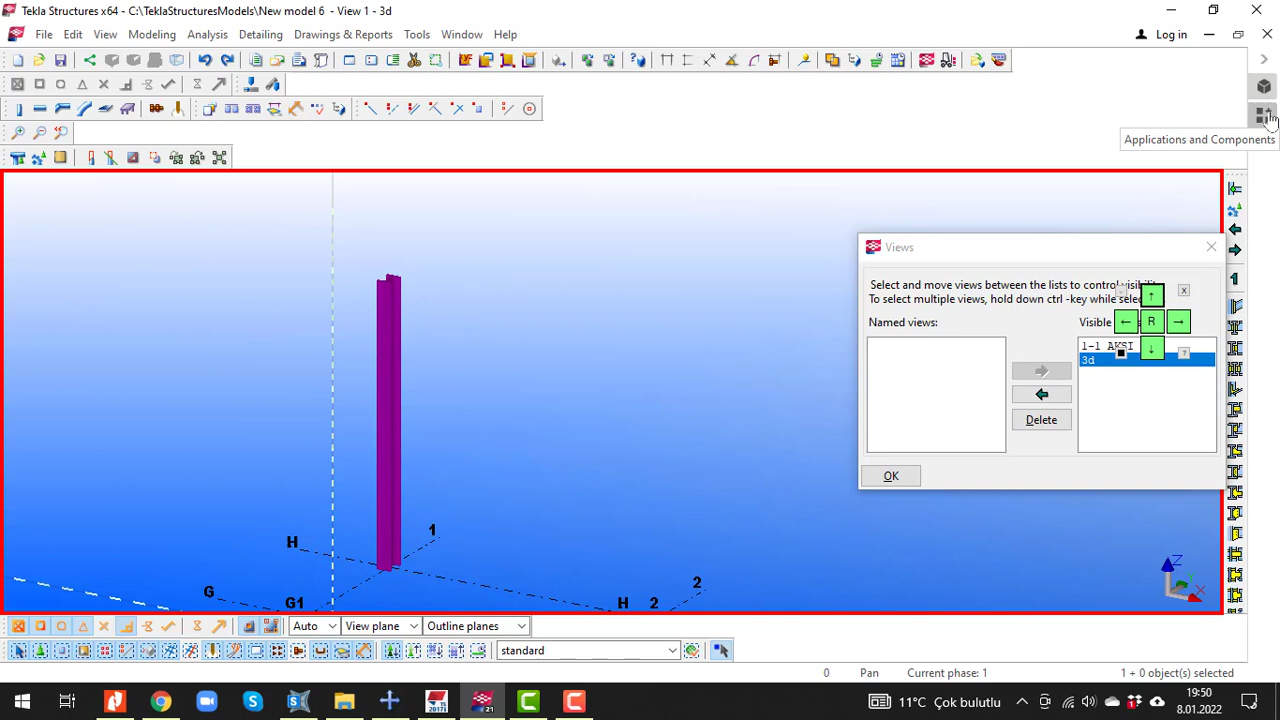 Tekla Structures x64 - C:\TeklaStructuresModels\New model 6 - View 1 - 3d
File Edit View Modeling Analysis Detailing Drawings & Reports Tools Window Help
Log in
Applications and Components
Views
Select and move views between the lists to control
To select multiple views, hold down ctrl -key while
Named views:
Visible
X
R
?
1-1 AKSI
3d
Delete
OK
H
1
G
G1
H
2
2
Z
X
Auto
View plane
Outline planes
standard
0
Pan
Current phase: 1
1 + 0 object(s) selected
2017i
21
11°C Çok bulutlu
19:50
8.01.2022